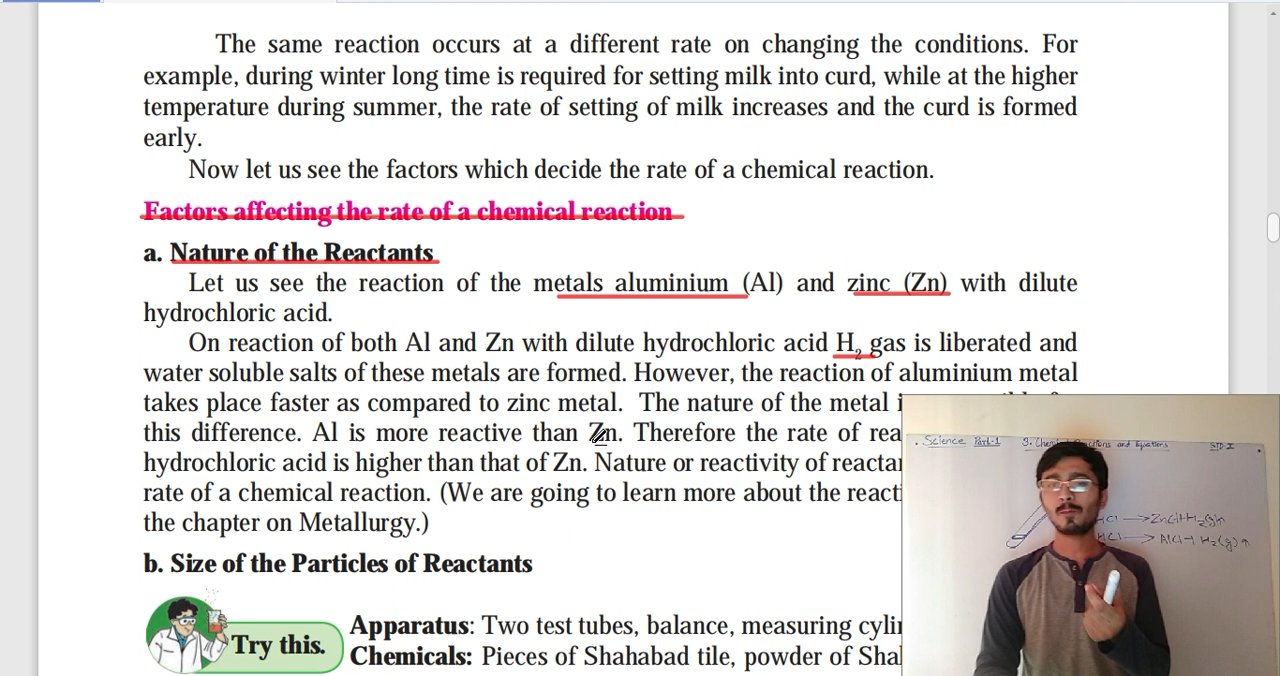 The same reaction occurs at a different rate on changing the conditions. For
example, during winter long time is required for setting milk into curd, while at the higher
temperature during summer, the rate of setting of milk increases and the curd is formed
early.
Now let us see the factors which decide the rate of a chemical reaction.
Factors affecting the rate of a chemical reaction
a. Nature of the Reactants
Let us see the reaction of the metals aluminium (Al) and zinc (Zn) with dilute
hydrochloric acid.
On reaction of both Al and Zn with dilute hydrochloric acid H₂ gas is liberated and
water soluble salts of these metals are formed. However, the reaction of aluminium metal
takes place faster as compared to zinc metal. The nature of the metal
this difference. Al is more reactive than Zn. Therefore the rate of
hydrochloric acid is higher than that of Zn. Nature or reactivity of
rate of a chemical reaction. (We are going to learn more about the
the chapter on Metallurgy.)
b. Size of the Particles of Reactants
Try this.
Apparatus: Two test tubes, balance, measuring
Chemicals: Pieces of Shahabad tile, powder of
Science Part-1 3. and Equations
HCl → H₂(g)↑
HCl → H₂(g)↑